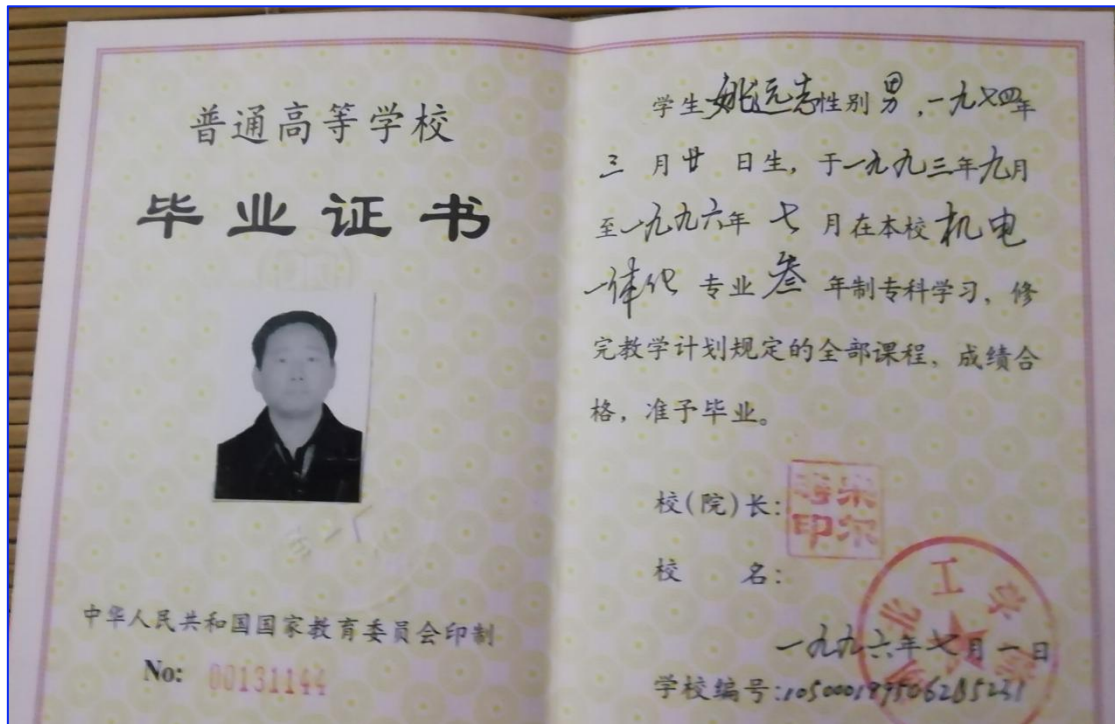 普通高等学校
毕业证书
中华人民共和国国家教育委员会印制
No: 00131144
学生姚远志性别男,一九七四年
三月廿日生,于一九九三年九月
至一九九六年七月在本校机电
一体化专业叁年制专科学习,修
完教学计划规定的全部课程,成绩合
格,准予毕业。
校(院)长:
校名:
一九九六年七月一日
学校编号: